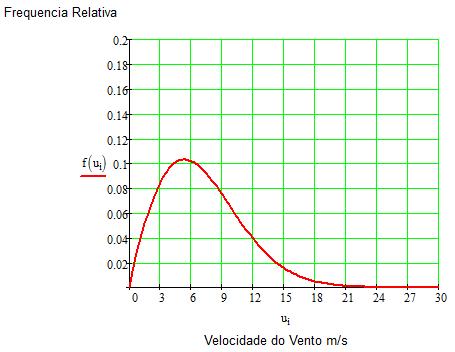 Frequencia Relativa
0.2
0.18
0.16
0.14
0.12
f(uᵢ) 0.1
0.08
0.06
0.04
0.02
0 3 6 9 12 15 18 21 24 27 30
uᵢ
Velocidade do Vento m/s